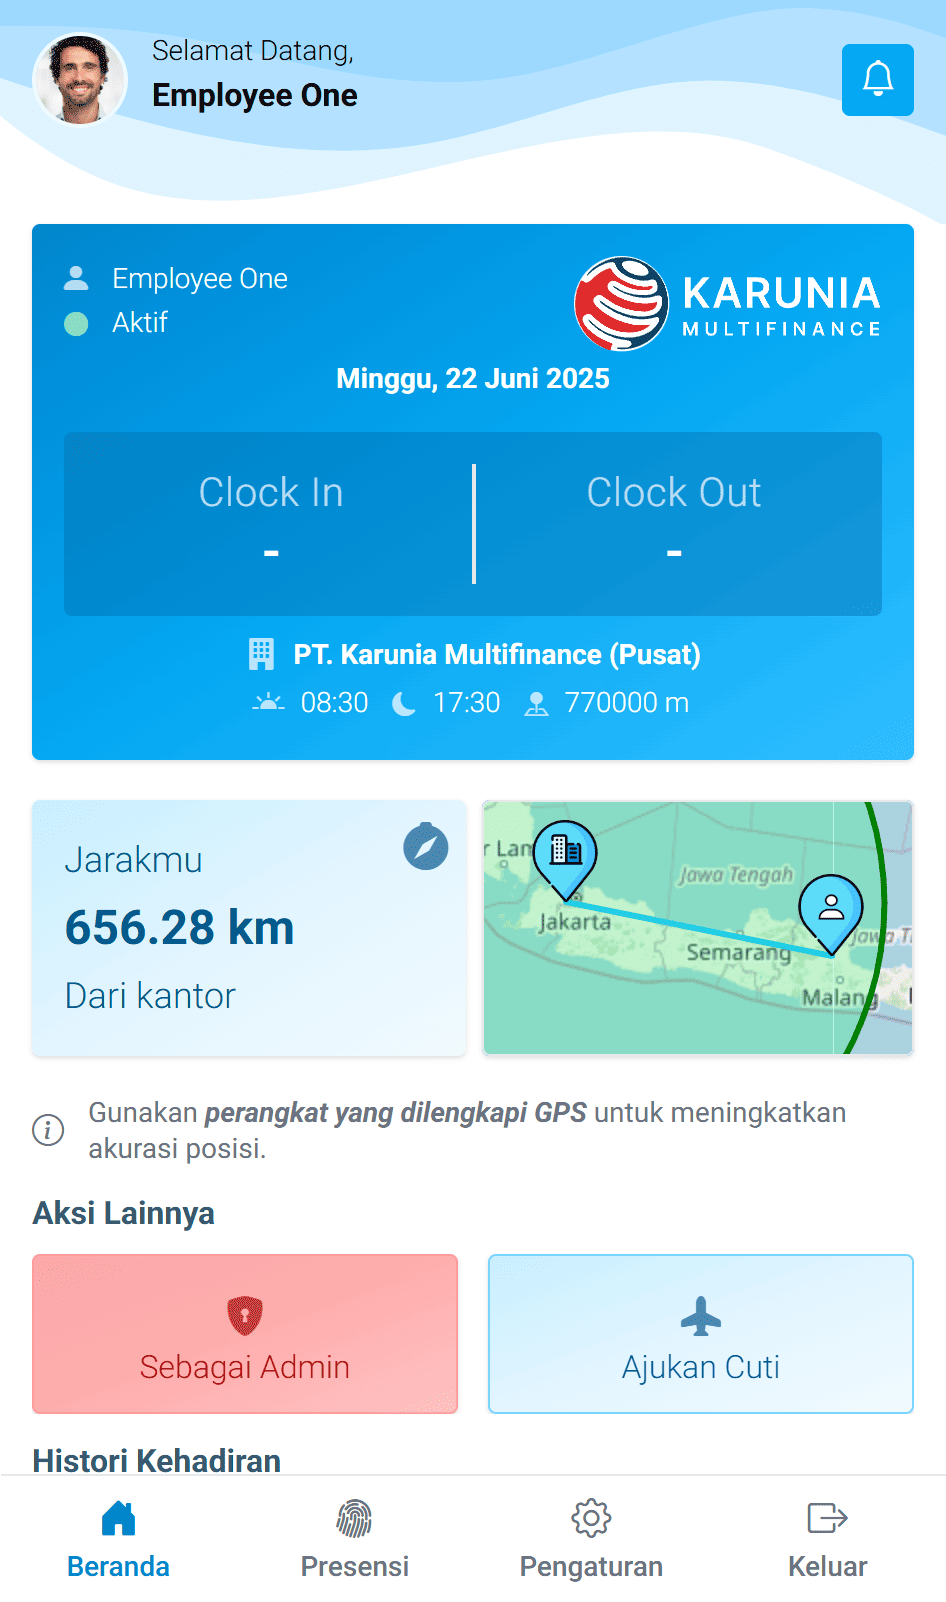 Selamat Datang,
Employee One
Employee One
Aktif
KARUNIA
MULTIFINANCE
Minggu, 22 Juni 2025
Clock In
Clock Out
-
-
PT. Karunia Multifinance (Pusat)
08:30 17:30 770000 m
Jarakmu
656.28 km
Dari kantor
r Lam
Jawa Tengah
Jakarta
Semarang
Jawa Ti
Malang
Gunakan perangkat yang dilengkapi GPS untuk meningkatkan
akurasi posisi.
Aksi Lainnya
Sebagai Admin
Ajukan Cuti
Histori Kehadiran
Beranda
Presensi
Pengaturan
Keluar